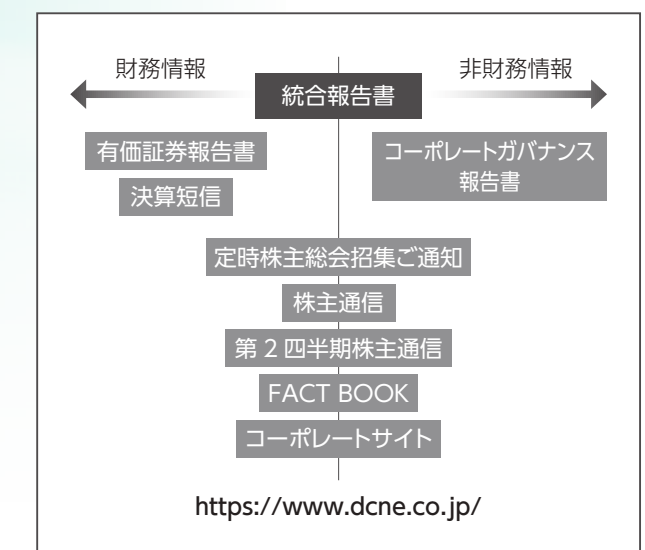 財務情報
非財務情報
統合報告書
有価証券報告書
コーポレートガバナンス
報告書
決算短信
定時株主総会招集ご通知
株主通信
第2四半期株主通信
FACT BOOK
コーポレートサイト
https://www.dcne.co.jp/